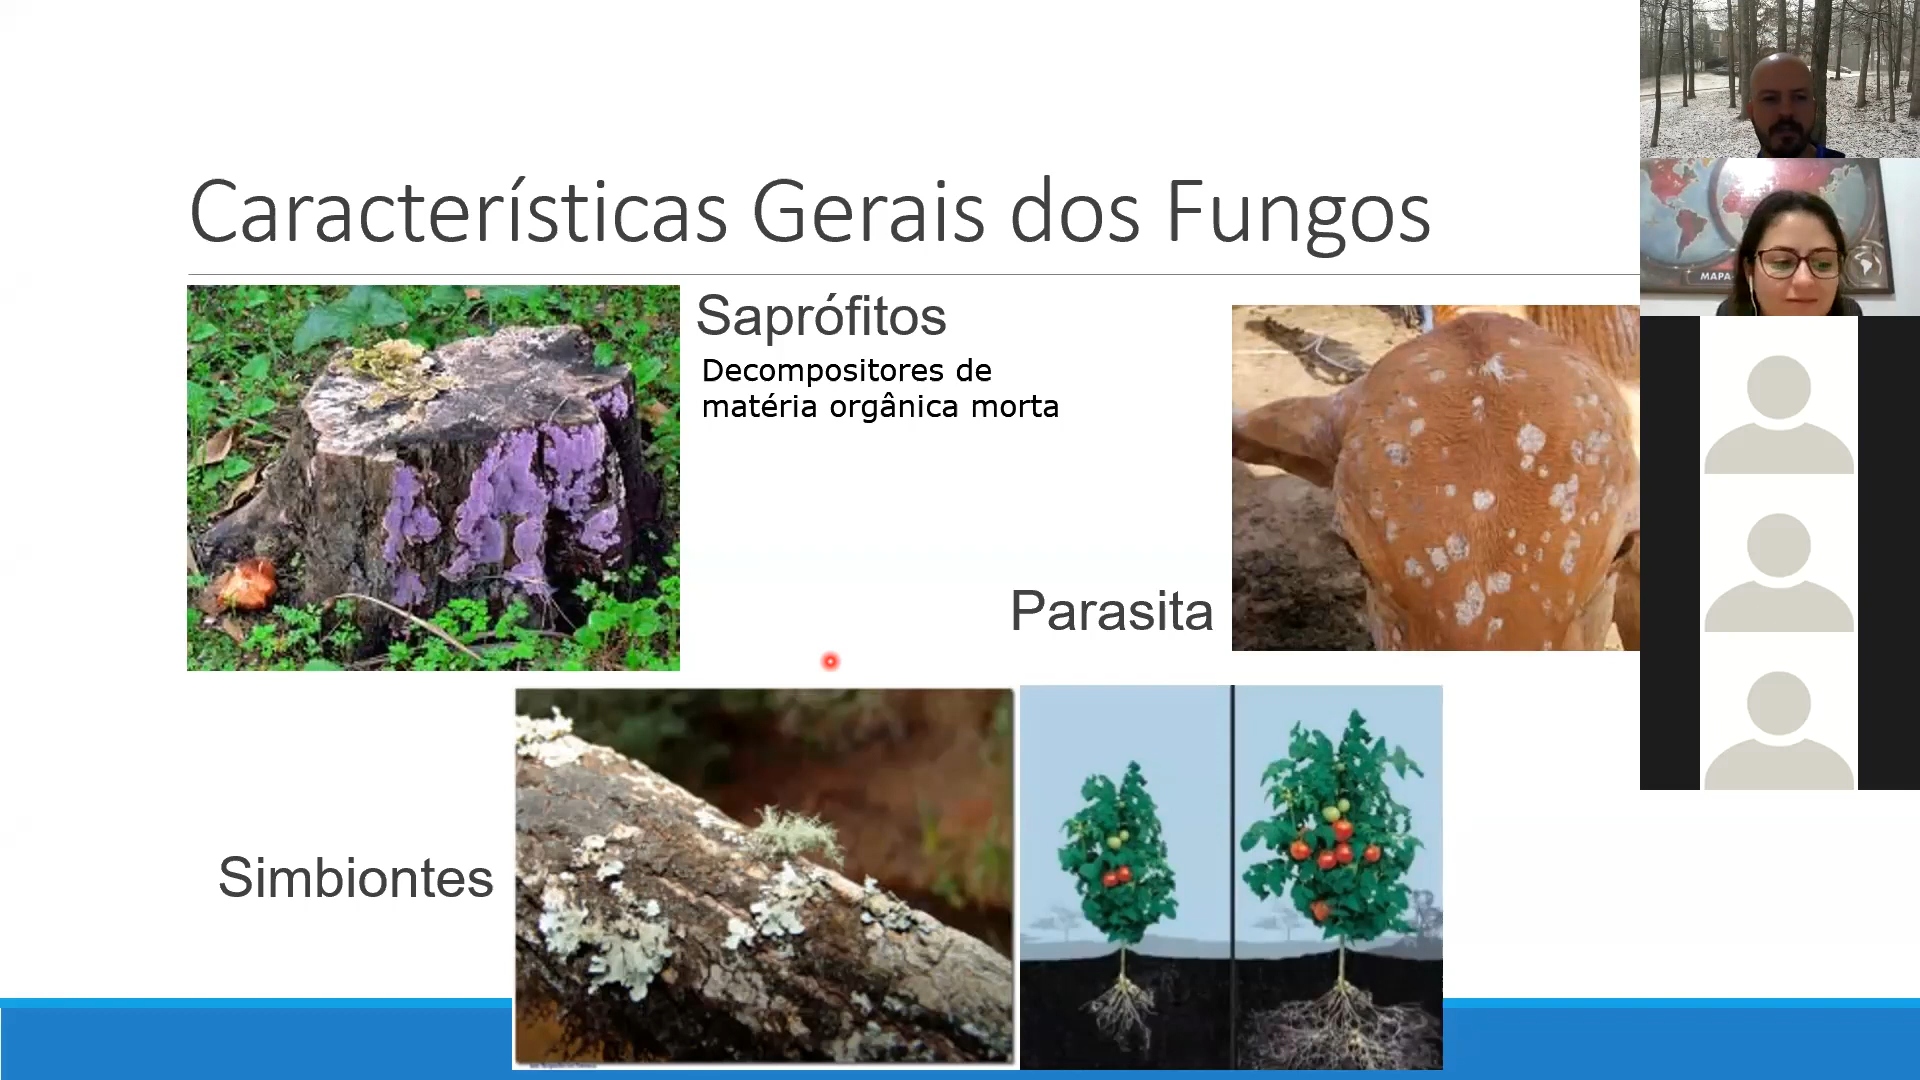 Características Gerais dos Fungos
Saprófitos
Decompositores de
matéria orgânica morta
Parasita
Simbiontes
MAPA